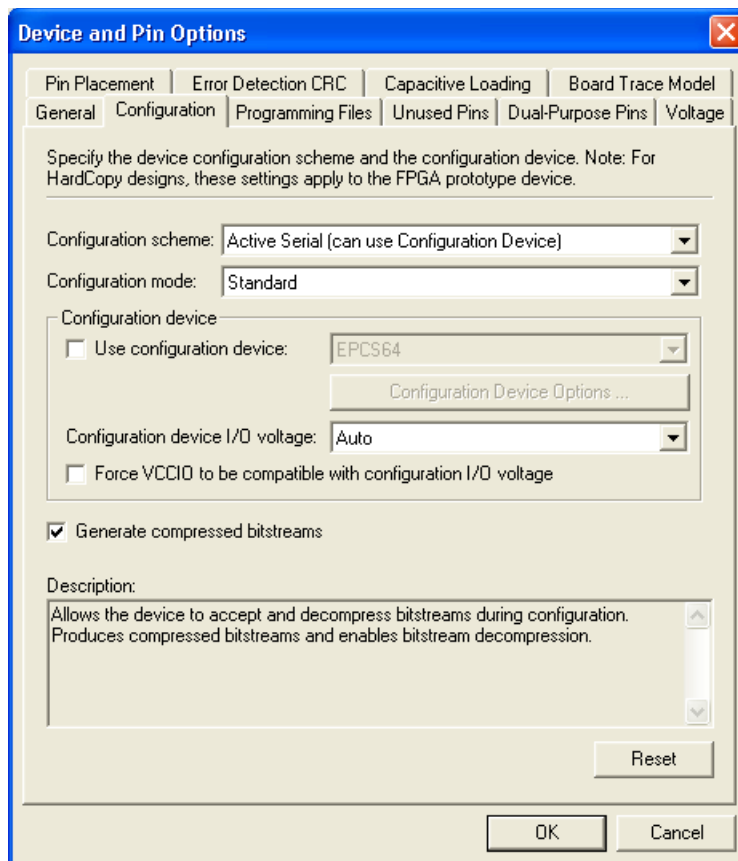 Device and Pin Options
Pin Placement Error Detection CRC Capacitive Loading Board Trace Model
General Configuration Programming Files Unused Pins Dual-Purpose Pins Voltage
Specify the device configuration scheme and the configuration device. Note: For
HardCopy designs, these settings apply to the FPGA prototype device.
Configuration scheme: Active Serial (can use Configuration Device)
Configuration mode: Standard
Configuration device
Use configuration device: EPCS64
Configuration Device Options ...
Configuration device I/O voltage: Auto
Force VCCIO to be compatible with configuration I/O voltage
Generate compressed bitstreams
Description:
Allows the device to accept and decompress bitstreams during configuration.
Produces compressed bitstreams and enables bitstream decompression.
Reset
OK Cancel